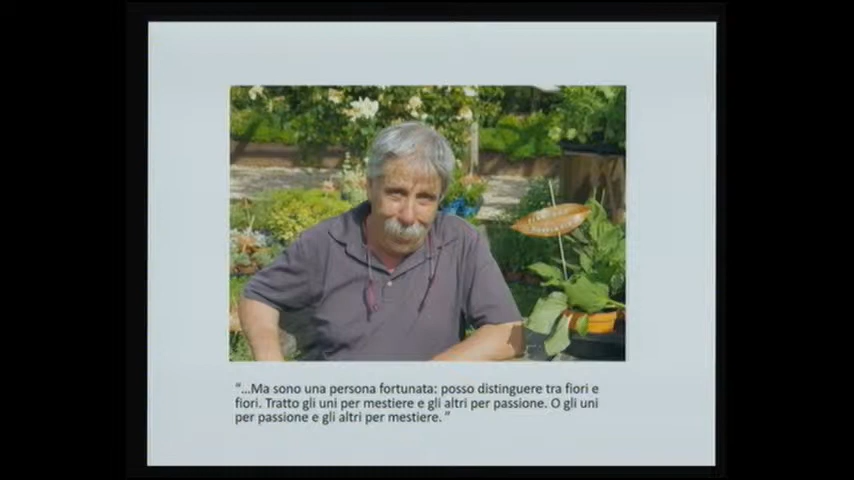 “...Ma sono una persona fortunata: posso distinguere tra fiori e
fiori. Tratto gli uni per mestiere e gli altri per passione. O gli uni
per passione e gli altri per mestiere.”